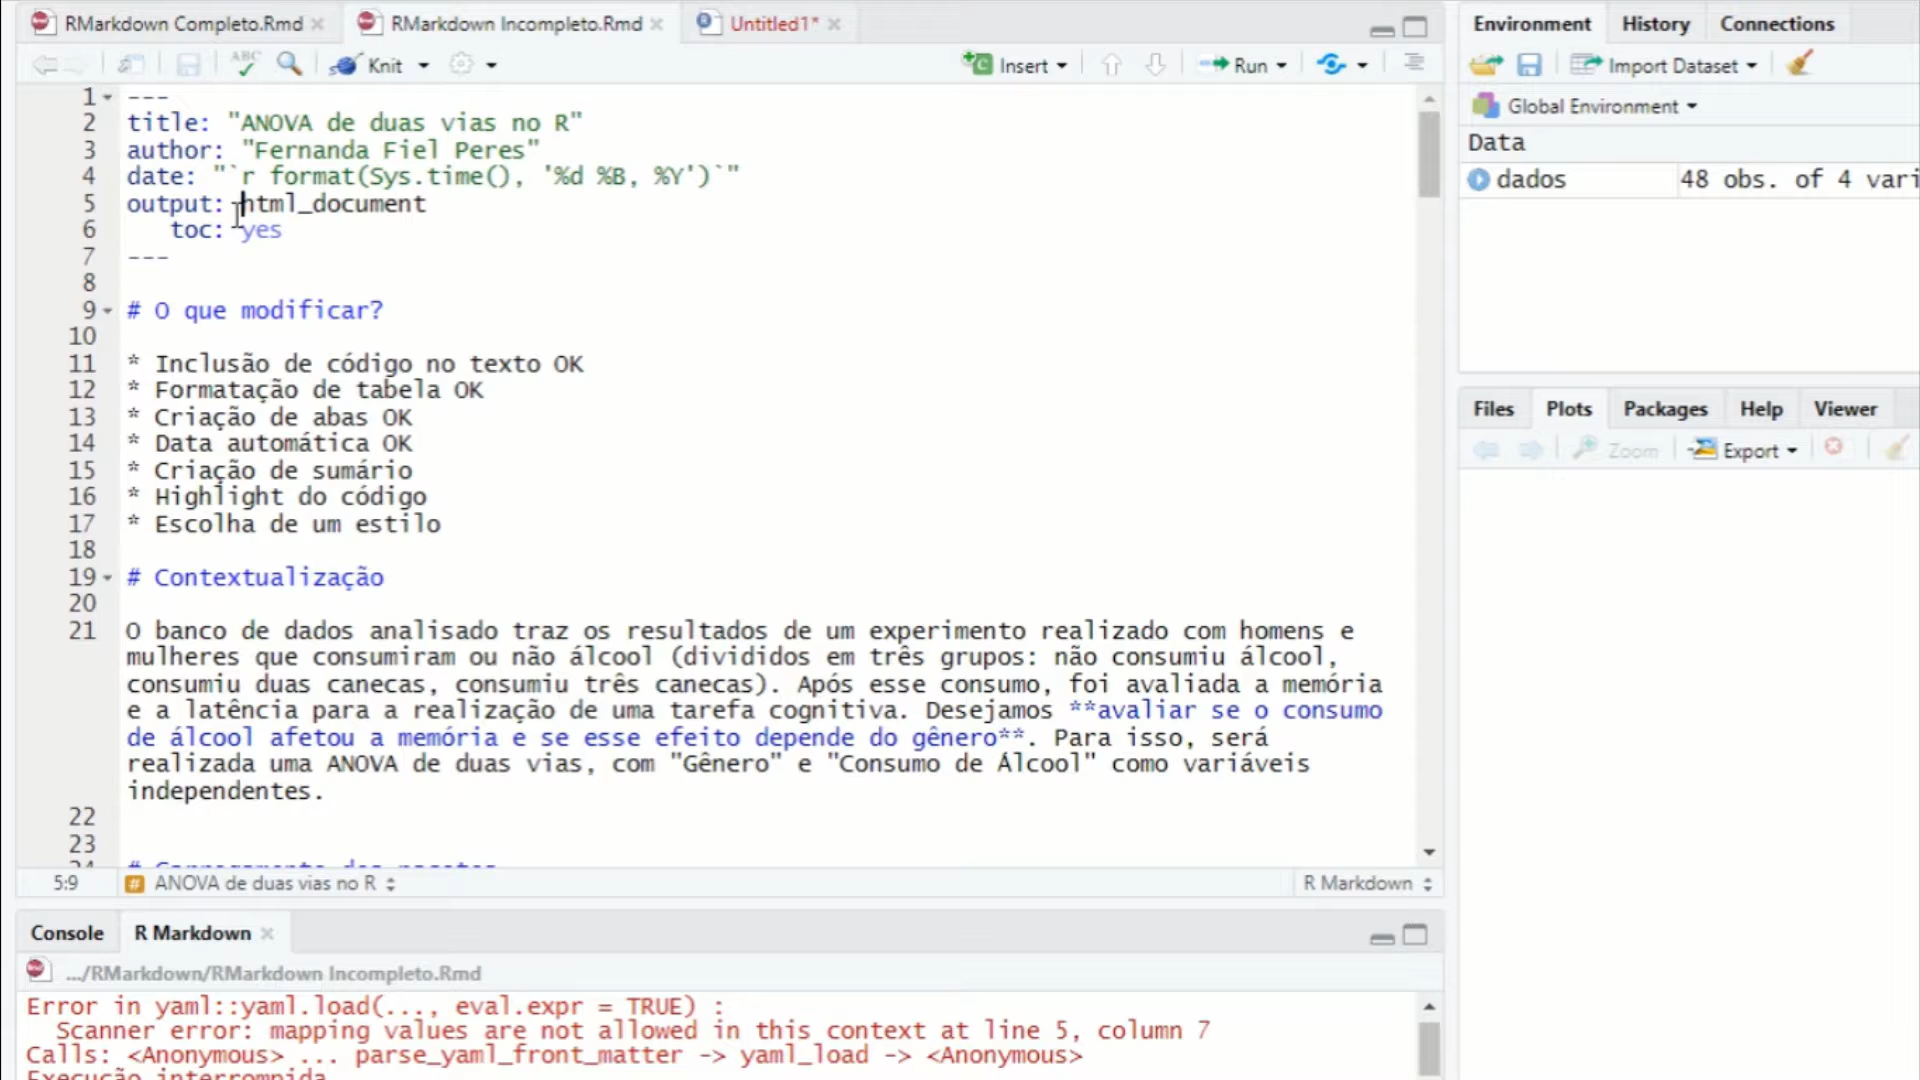 RMarkdown Completo.Rmd
RMarkdown Incompleto.Rmd
Untitled1*
ABC
Knit
Insert
Run
1 ---
2 title: "ANOVA de duas vias no R"
3 author: "Fernanda Fiel Peres"
4 date: "`r format(Sys.time(), '%d %B, %Y')`"
5 output: html_document
6 toc: yes
7 ---
8
9 # O que modificar?
10
11 * Inclusão de código no texto OK
12 * Formatação de tabela OK
13 * Criação de abas OK
14 * Data automática OK
15 * Criação de sumário
16 * Highlight do código
17 * Escolha de um estilo
18
19 # Contextualização
20
21 O banco de dados analisado traz os resultados de um experimento realizado com homens e
mulheres que consumiram ou não álcool (divididos em três grupos: não consumiu álcool,
consumiu duas canecas, consumiu três canecas). Após esse consumo, foi avaliada a memória
e a latência para a realização de uma tarefa cognitiva. Desejamos **avaliar se o consumo
de álcool afetou a memória e se esse efeito depende do gênero**. Para isso, será
realizada uma ANOVA de duas vias, com "Gênero" e "Consumo de Álcool" como variáveis
independentes.
22
23
5:9
ANOVA de duas vias no R
R Markdown
Console
R Markdown
.../RMarkdown/RMarkdown Incompleto.Rmd
Error in yaml::yaml.load(..., eval.expr = TRUE) :
Scanner error: mapping values are not allowed in this context at line 5, column 7
Calls: <Anonymous> ... parse_yaml_front_matter -> yaml_load -> <Anonymous>
Execução interrompida
Environment
History
Connections
Import Dataset
Global Environment
Data
dados
48 obs. of 4 vari
Files
Plots
Packages
Help
Viewer
Zoom
Export